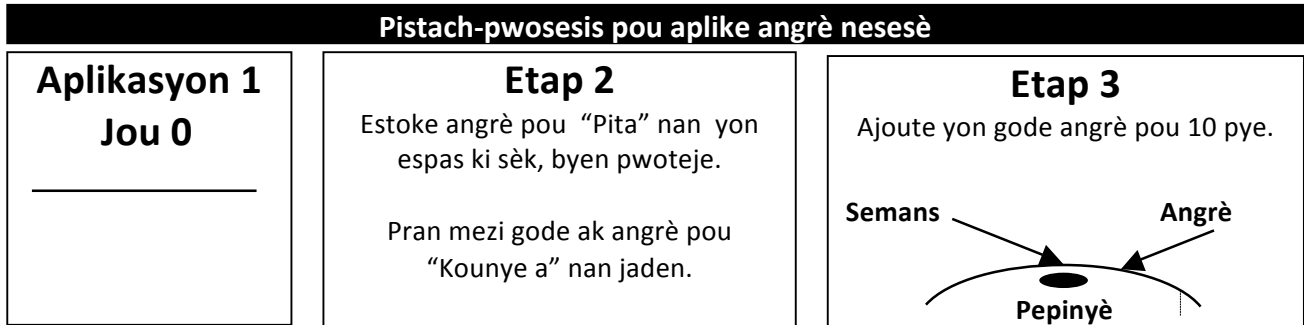 Pistach-pwosesis pou aplike angrè nesesè
Aplikasyon 1
Jou 0
Etap 2
Estoke angrè pou “Pita” nan yon
espas ki sèk, byen pwoteje.
Pran mezi gode ak angrè pou
“Kounye a” nan jaden.
Etap 3
Ajoute yon gode angrè pou 10 pye.
Semans
Angrè
Pepinyè